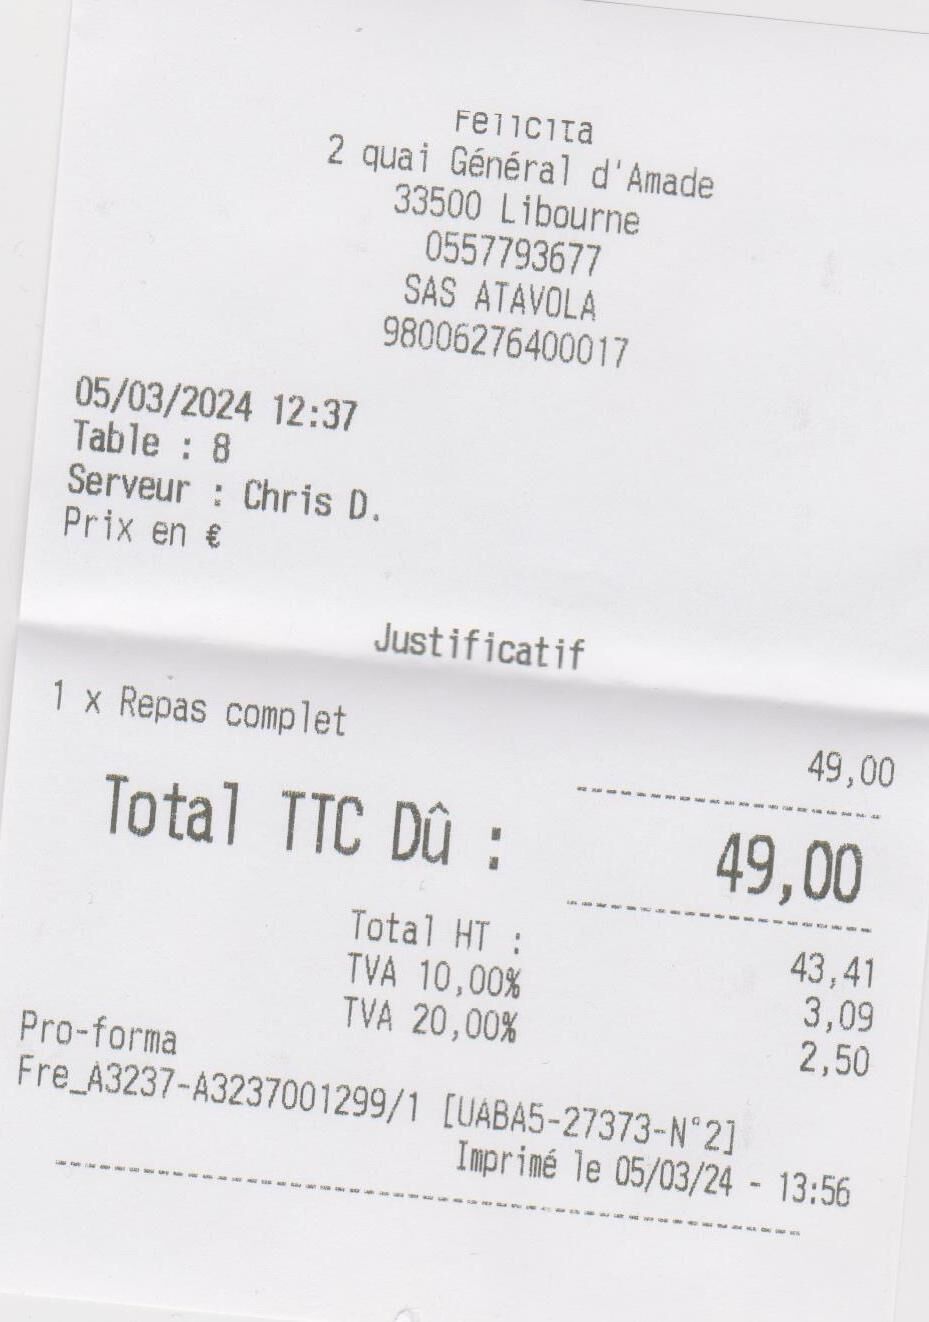 Felicita
2 quai Général d'Amade
33500 Libourne
0557793677
SAS ATAVOLA
98006276400017
05/03/2024 12:37
Table : 8
Serveur : Chris D.
Prix en €
Justificatif
1 x Repas complet 49,00
Total TTC Dû : 49,00
Total HT : 43,41
TVA 10,00% 3,09
TVA 20,00% 2,50
Pro-forma
Fre_A3237-A3237001299/1 [UABA5-27373-N°2]
Imprimé le 05/03/24 - 13:56